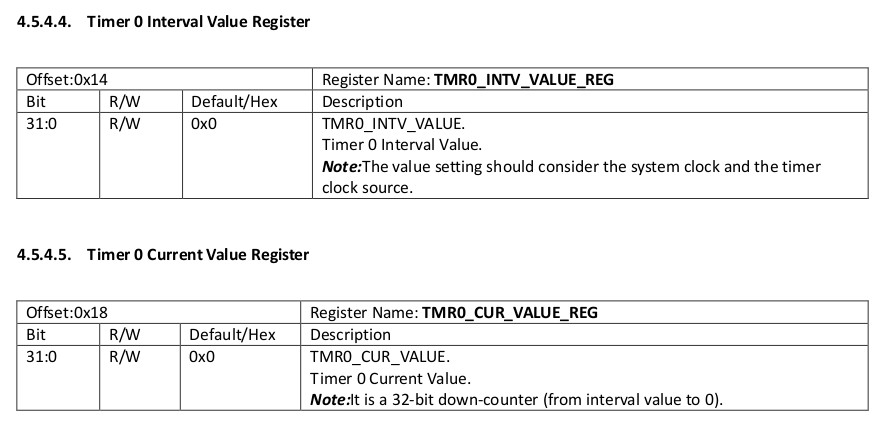 4.5.4.4. Timer 0 Interval Value Register
Offset:0x14 Register Name: TMR0_INTV_VALUE_REG
Bit R/W Default/Hex Description
31:0 R/W 0x0 TMR0_INTV_VALUE.
Timer 0 Interval Value.
Note:The value setting should consider the system clock and the timer
clock source.
4.5.4.5. Timer 0 Current Value Register
Offset:0x18 Register Name: TMR0_CUR_VALUE_REG
Bit R/W Default/Hex Description
31:0 R/W 0x0 TMR0_CUR_VALUE.
Timer 0 Current Value.
Note:It is a 32-bit down-counter (from interval value to 0).